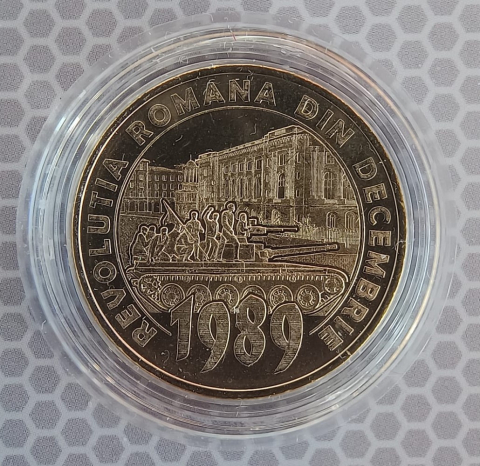 REVOLUTIA ROMANA DIN DECEMBRIE
1989